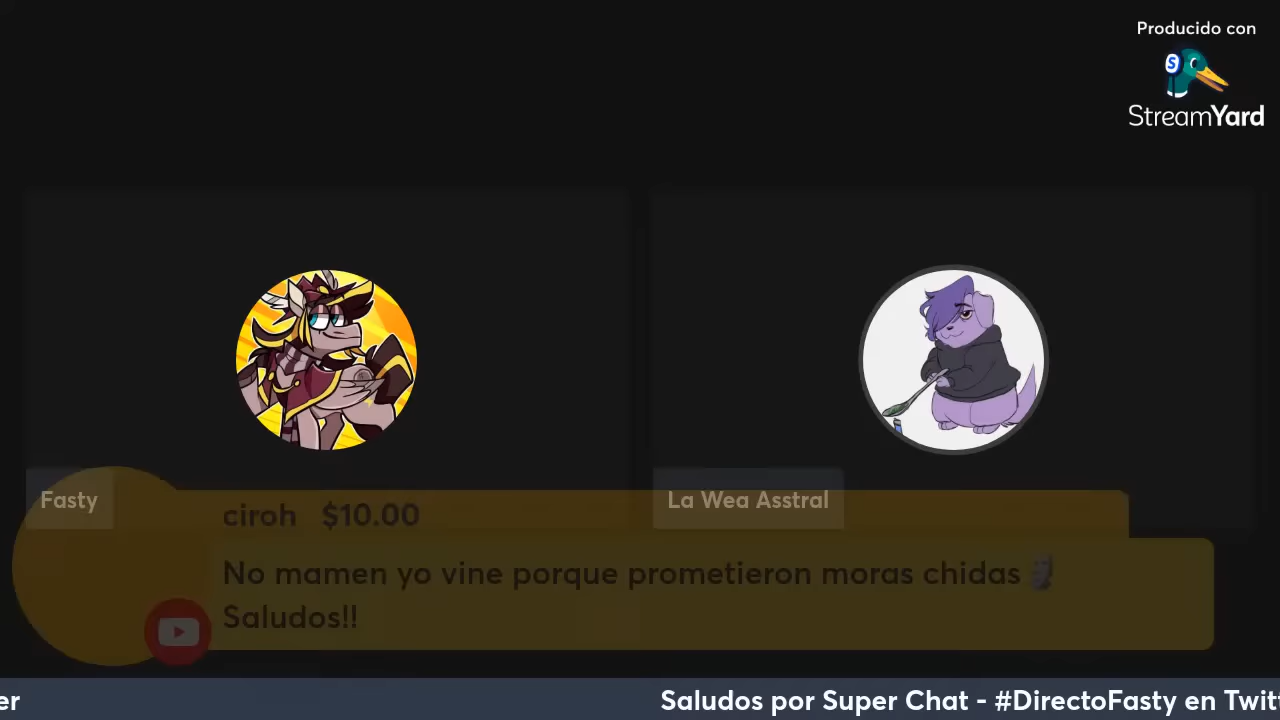 Producido con
StreamYard
Fasty
La Wea Asstral
ciroh $10.00
No mamen yo vine porque prometieron moras chidas 🗿
Saludos!!
er Saludos por Super Chat - #DirectoFasty en Twitt